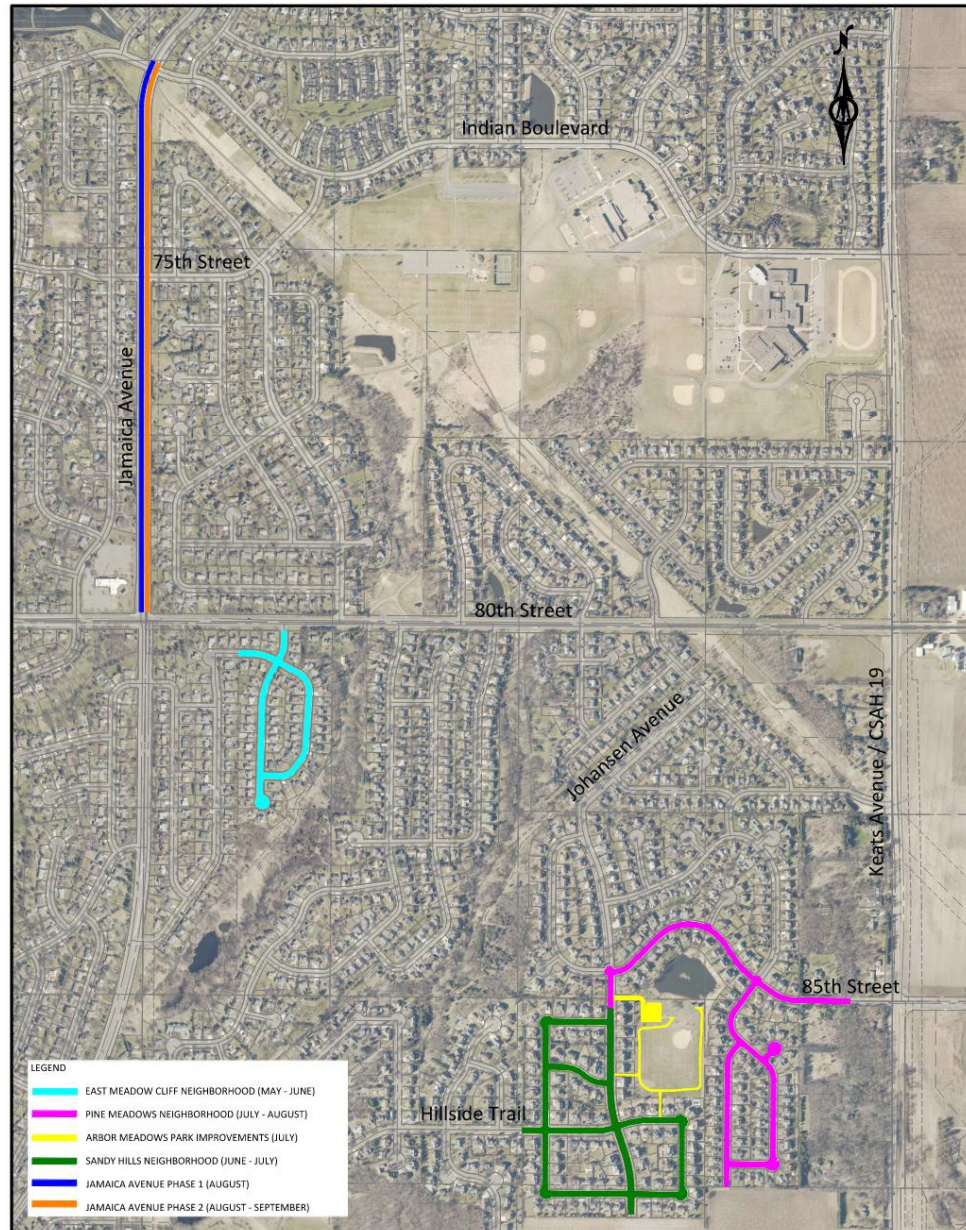 N
Indian Boulevard
75th Street
Jamaica Avenue
80th Street
Johansen Avenue
Keats Avenue / CSAH 19
85th Street
Hillside Trail
LEGEND
EAST MEADOW CLIFF NEIGHBORHOOD (MAY - JUNE)
PINE MEADOWS NEIGHBORHOOD (JULY - AUGUST)
ARBOR MEADOWS PARK IMPROVEMENTS (JULY)
SANDY HILLS NEIGHBORHOOD (JUNE - JULY)
JAMAICA AVENUE PHASE 1 (AUGUST)
JAMAICA AVENUE PHASE 2 (AUGUST - SEPTEMBER)